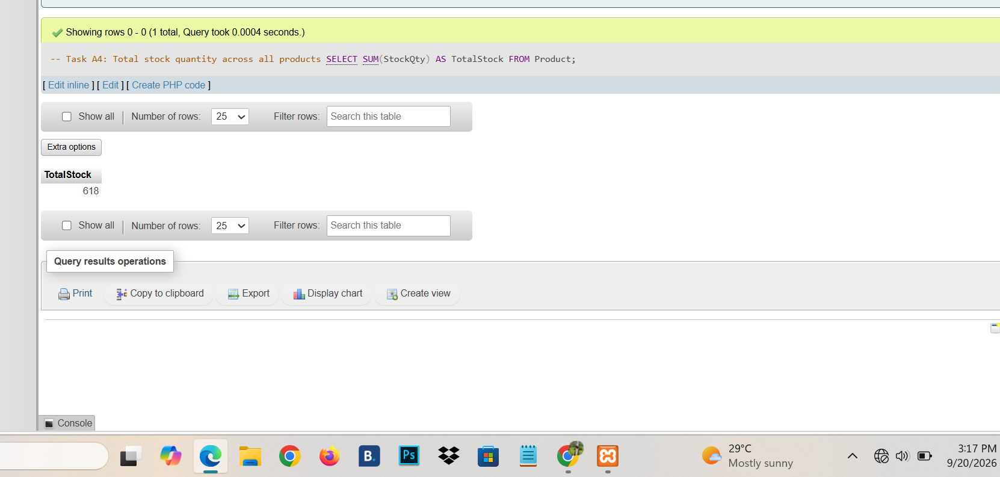 Showing rows 0 - 0 (1 total, Query took 0.0004 seconds.)
-- Task A4: Total stock quantity across all products SELECT SUM(StockQty) AS TotalStock FROM Product;
[ Edit inline ] [ Edit ] [ Create PHP code ]
Show all | Number of rows: 25 Filter rows: Search this table
Extra options
TotalStock
618
Show all | Number of rows: 25 Filter rows: Search this table
Query results operations
Print Copy to clipboard Export Display chart Create view
Console
B. Ps
29°C
Mostly sunny
3:17 PM
9/20/2026